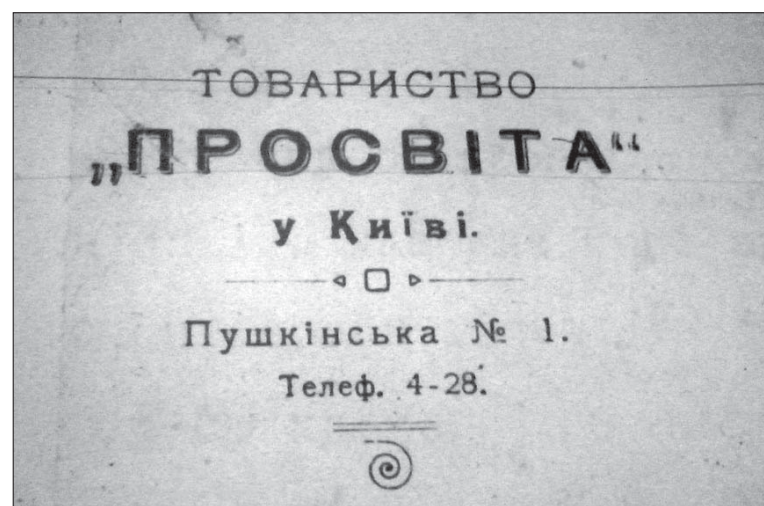 ТОВАРИСТВО
„ПРОСВІТА“
у Київі.
Пушкінська № 1.
Телеф. 4-28.